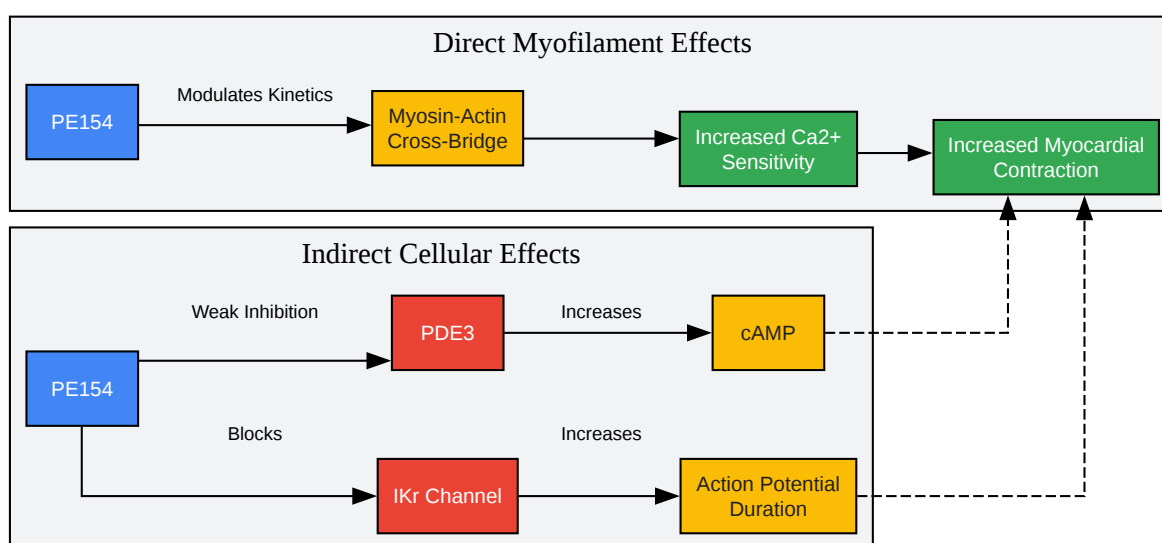 Direct Myofilament Effects
PE154
Modulates Kinetics
Myosin-Actin
Cross-Bridge
Increased Ca2+
Sensitivity
Increased Myocardial
Contraction
Indirect Cellular Effects
PE154
Weak Inhibition
PDE3
Increases
cAMP
Blocks
IKr Channel
Increases
Action Potential
Duration